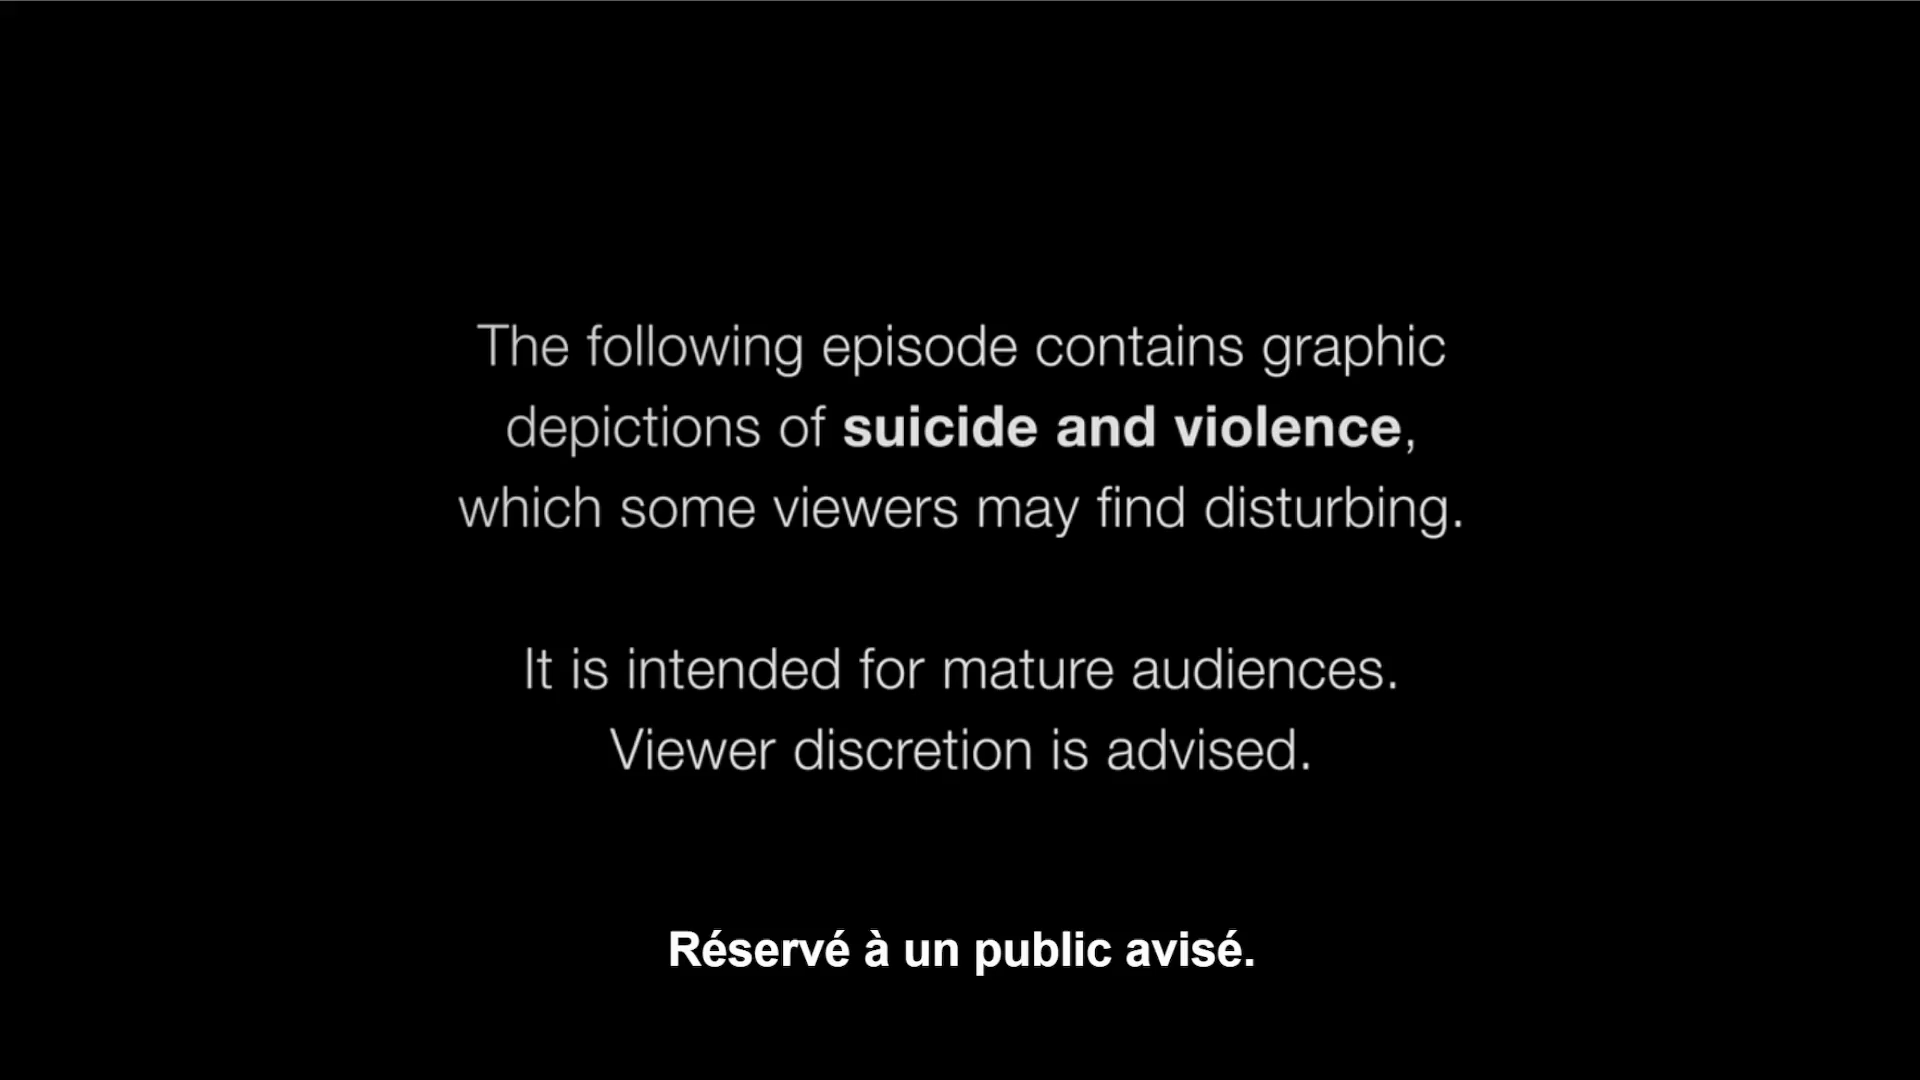 The following episode contains graphic
depictions of suicide and violence,
which some viewers may find disturbing.
It is intended for mature audiences.
Viewer discretion is advised.
Réservé à un public avisé.